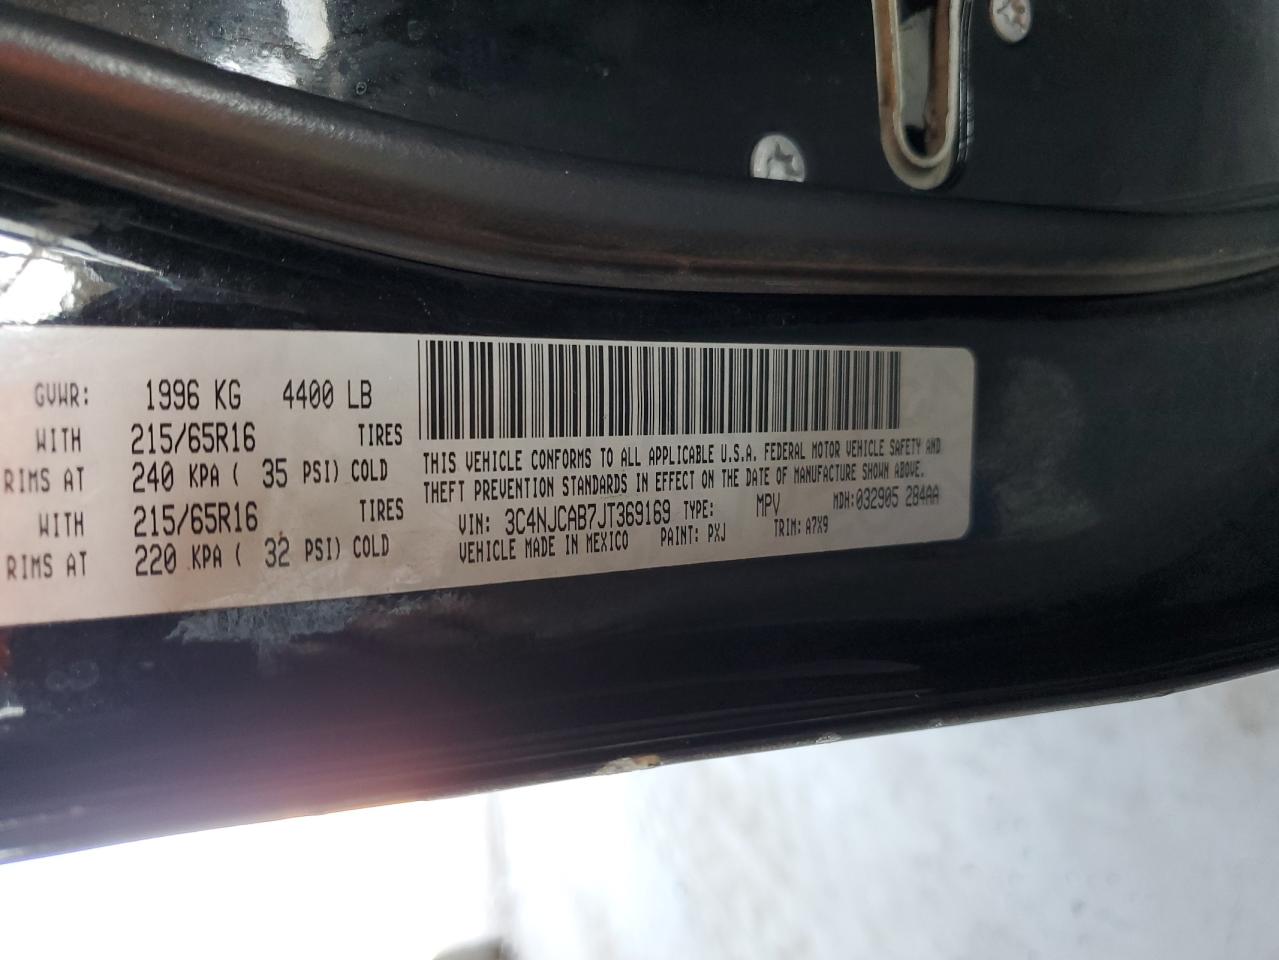 GVWR: 1996 KG 4400 LB
WITH 215/65R16 TIRES
RIMS AT 240 KPA ( 35 PSI) COLD
WITH 215/65R16 TIRES
RIMS AT 220 KPA ( 32 PSI) COLD
THIS VEHICLE CONFORMS TO ALL APPLICABLE U.S.A. FEDERAL MOTOR VEHICLE SAFETY AND
THEFT PREVENTION STANDARDS IN EFFECT ON THE DATE OF MANUFACTURE SHOWN ABOVE.
VIN: 3C4NJCAB7JT369169 TYPE: MPV MDH:032905 284AA
VEHICLE MADE IN MEXICO PAINT: PXJ TRIM: A7X9